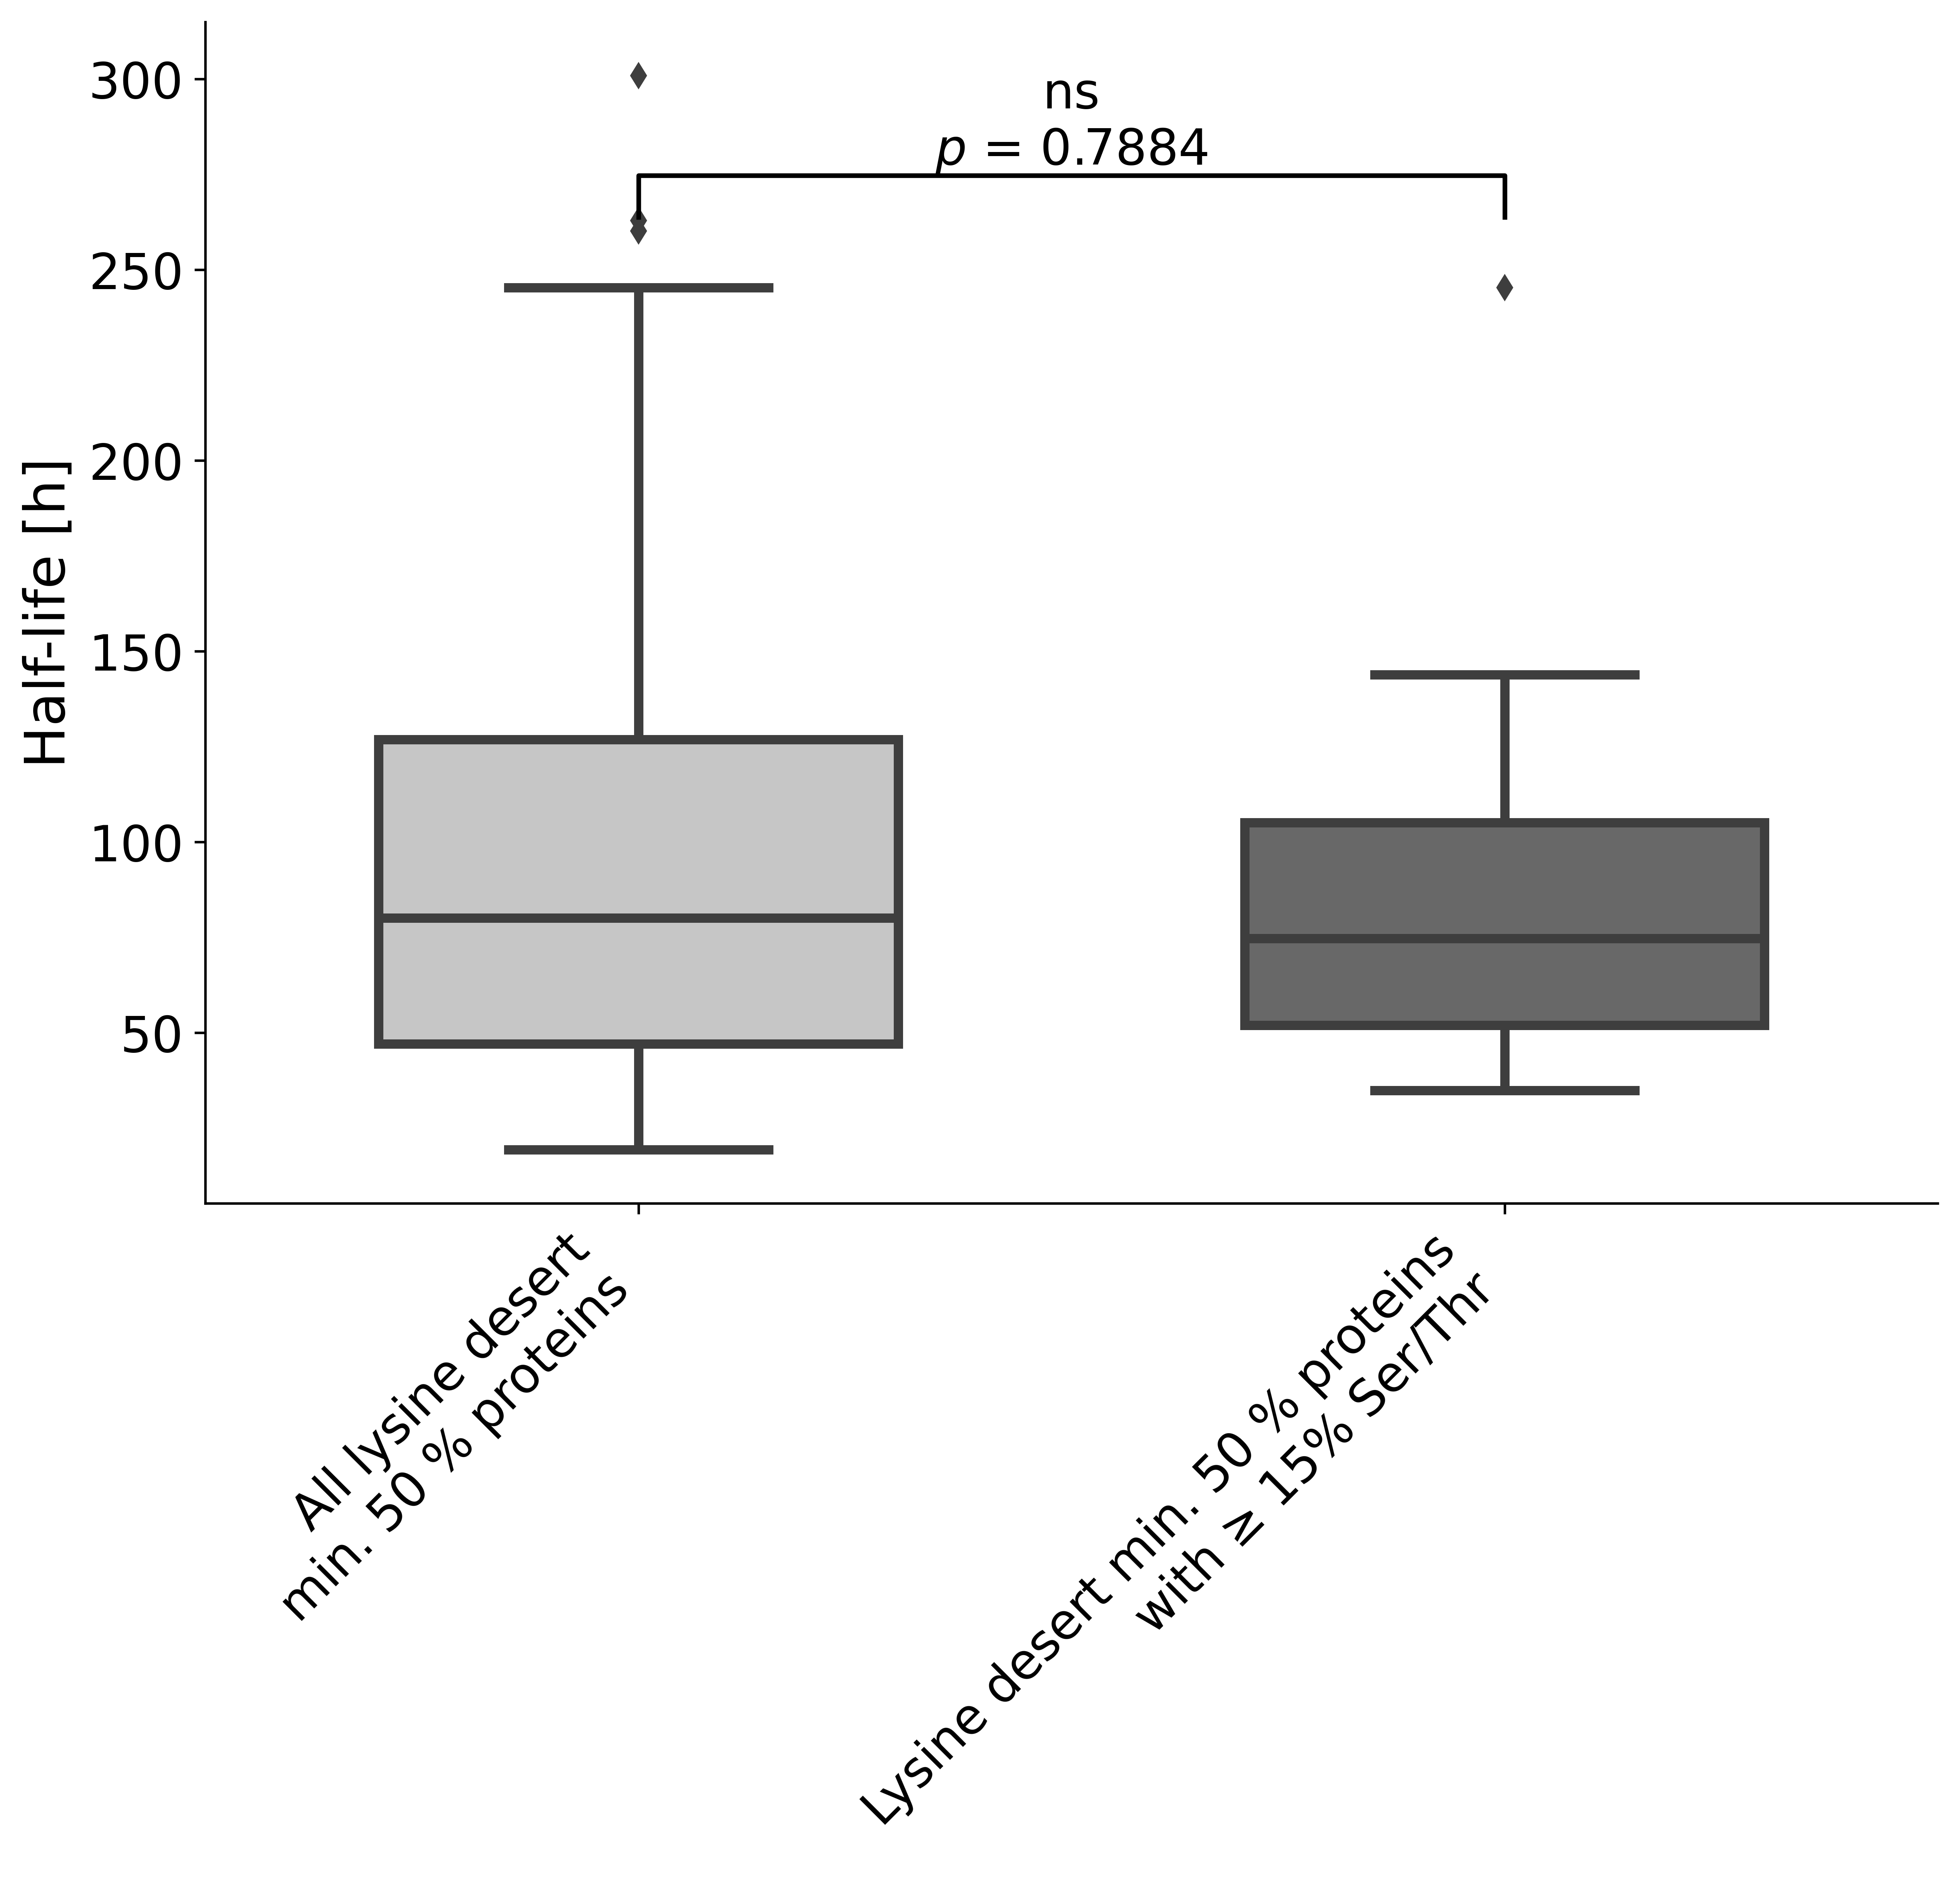 ns
p = 0.7884
300
250
200
150
100
50
Half-life [h]
All lysine desert
min. 50 % proteins
Lysine desert min. 50 % proteins
with ≥ 15% Ser/Thr